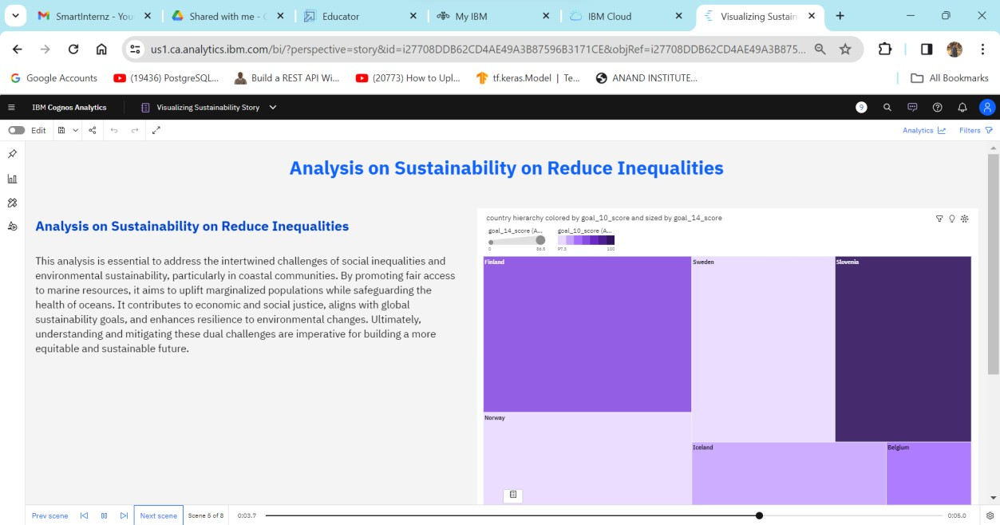 SmartInternz - You
Shared with me - G
Educator
My IBM
IBM Cloud
Visualizing Sustain
us1.ca.analytics.ibm.com/bi/?perspective=story&id=i27708DDB62CD4AE49A3B87596B3171CE&objRef=i27708DDB62CD4AE49A3B875...
Google Accounts
(19436) PostgreSQL...
Build a REST API Wi...
(20773) How to Upl...
tf.keras.Model | Te...
ANAND INSTITUTE...
All Bookmarks
IBM Cognos Analytics
Visualizing Sustainability Story
9
Edit
Analytics
Filters
Analysis on Sustainability on Reduce Inequalities
Analysis on Sustainability on Reduce Inequalities
This analysis is essential to address the intertwined challenges of social inequalities and
environmental sustainability, particularly in coastal communities. By promoting fair access
to marine resources, it aims to uplift marginalized populations while safeguarding the
health of oceans. It contributes to economic and social justice, aligns with global
sustainability goals, and enhances resilience to environmental changes. Ultimately,
understanding and mitigating these dual challenges are imperative for building a more
equitable and sustainable future.
country hierarchy colored by goal_10_score and sized by goal_14_score
goal_14_score (A...
goal_10_score (A...
0
86.5
97.5
100
Finland
Sweden
Slovenia
Norway
Iceland
Belgium
Prev scene
Next scene
Scene 5 of 8
0:03.7
0:05.0